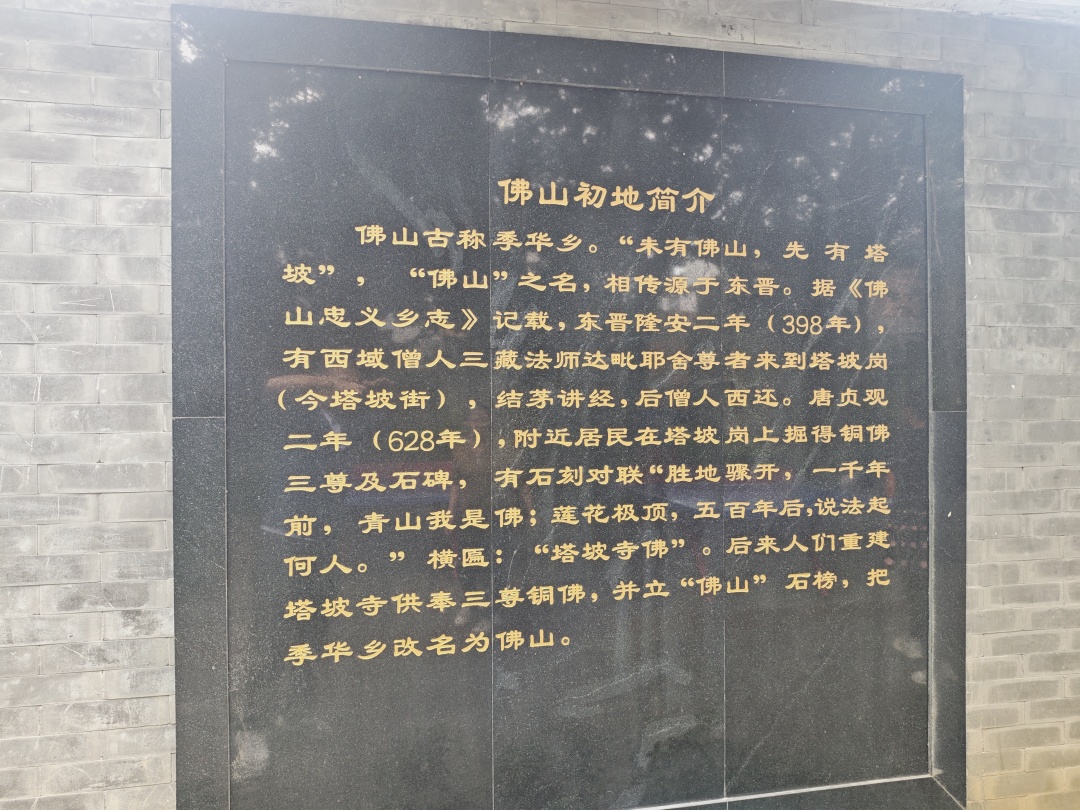 佛山初地简介
佛山古称季华乡。“未有佛山，先有塔
坡”，“佛山”之名，相传源于东晋。据《佛
山忠义乡志》记载，东晋隆安二年（398年），
有西域僧人三藏法师达毗耶舍尊者来到塔坡岗
（今塔坡街），结茅讲经，后僧人西还。唐贞观
二年（628年），附近居民在塔坡岗上掘得铜佛
三尊及石碑，有石刻对联“胜地骤开，一千年
前，青山我是佛；莲花极顶，五百年后，说法起
何人。”横匾：“塔坡寺佛”。后来人们重建
塔坡寺供奉三尊铜佛，并立“佛山”石榜，把
季华乡改名为佛山。